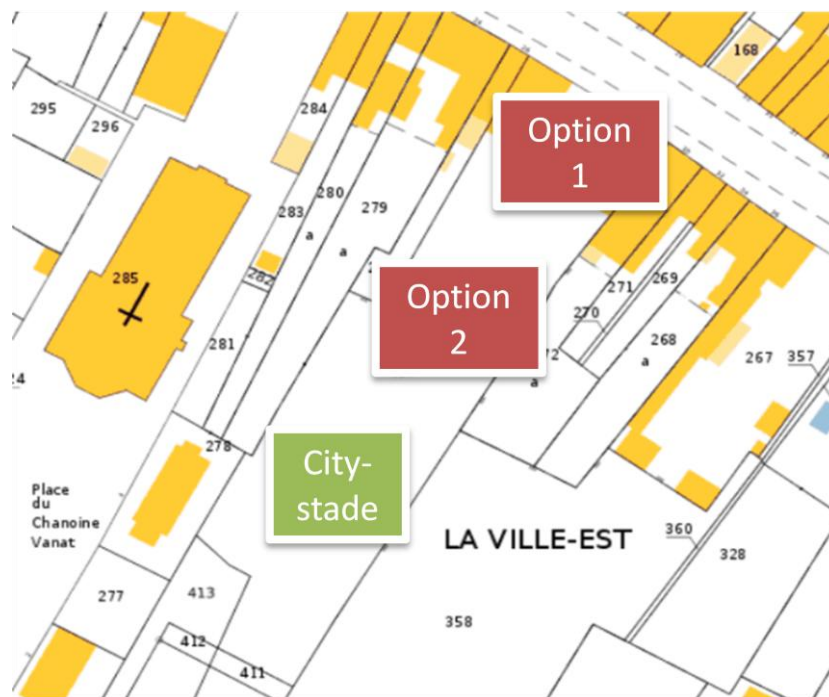 168
295
296
284
Option
1
280
283
279
a
a
282
285
Option
2
271
269
270
281
268
a
a
267
357
24
278
City-
stade
Place
du
Chanoine
Vanat
LA VILLE-EST
360
328
277
413
358
412
411